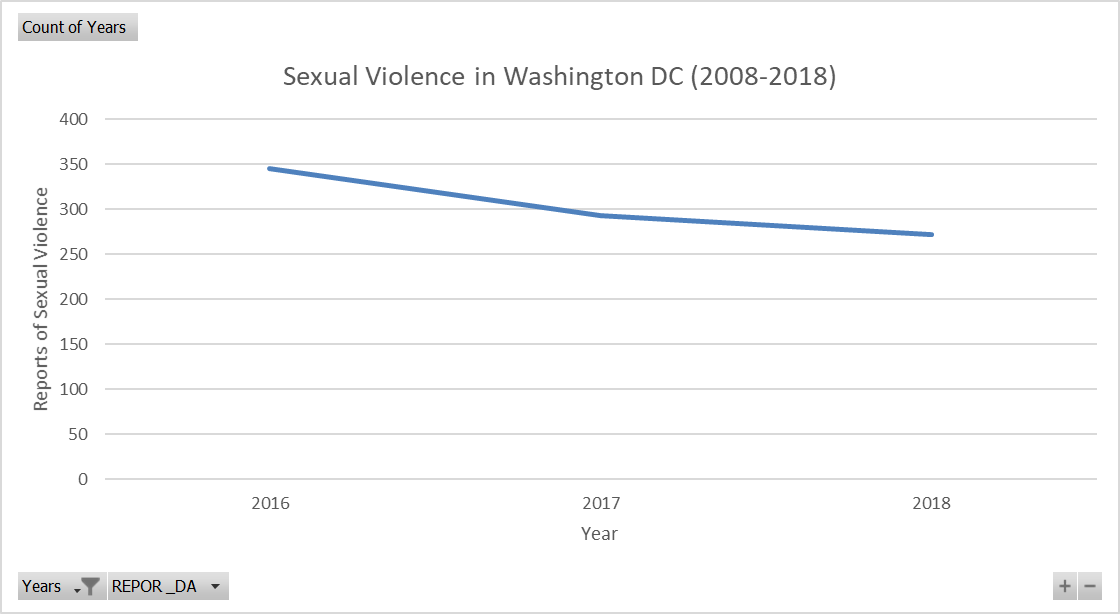 Count of Years
Sexual Violence in Washington DC (2008-2018)
Reports of Sexual Violence
400
350
300
250
200
150
100
50
0
2016 2017 2018
Year
Years REPOR _DA
+ −